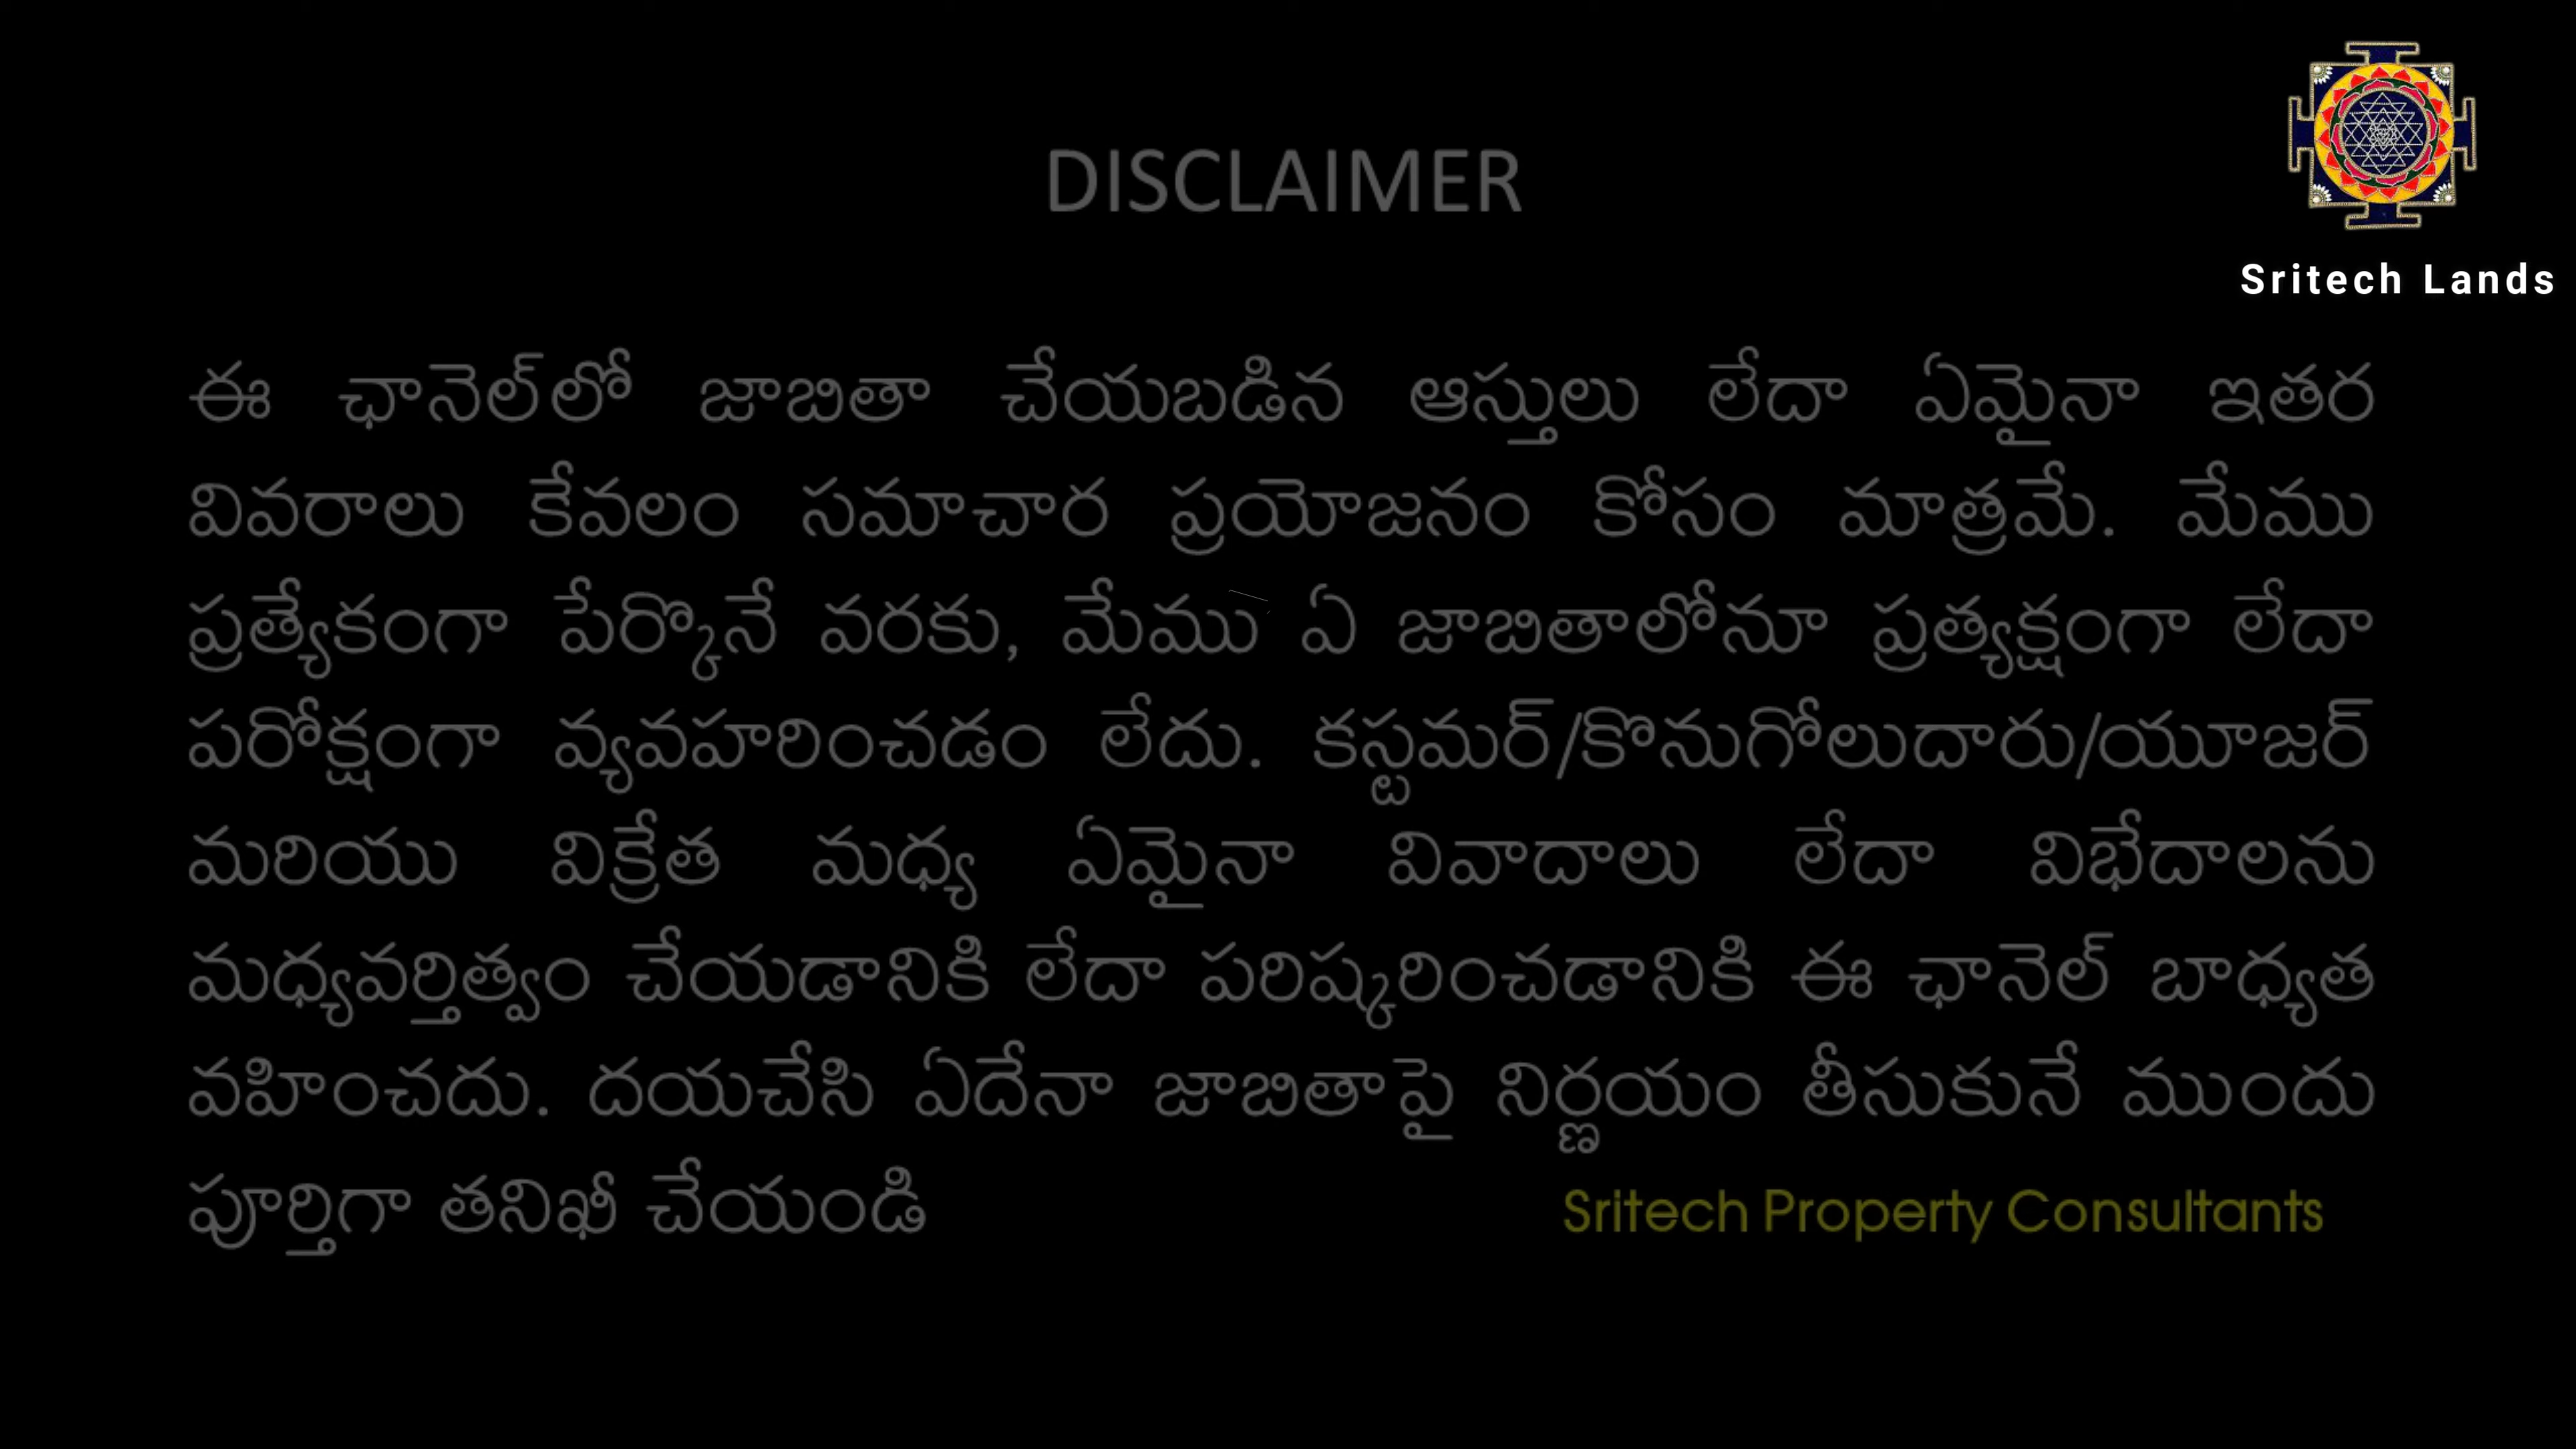 DISCLAIMER
Sritech Lands
ఈ ఛానెల్‌లో జాబితా చేయబడిన ఆస్తులు లేదా ఏమైనా ఇతర
వివరాలు కేవలం సమాచార ప్రయోజనం కోసం మాత్రమే. మేము
ప్రత్యేకంగా పేర్కొనే వరకు, మేము ఏ జాబితాలోనూ ప్రత్యక్షంగా లేదా
పరోక్షంగా వ్యవహరించడం లేదు. కస్టమర్/కొనుగోలుదారు/యూజర్
మరియు విక్రేత మధ్య ఏమైనా వివాదాలు లేదా విభేదాలను
మధ్యవర్తిత్వం చేయడానికి లేదా పరిష్కరించడానికి ఈ ఛానెల్ బాధ్యత
వహించదు. దయచేసి ఏదేనా జాబితాపై నిర్ణయం తీసుకునే ముందు
పూర్తిగా తనిఖీ చేయండి
Sritech Property Consultants